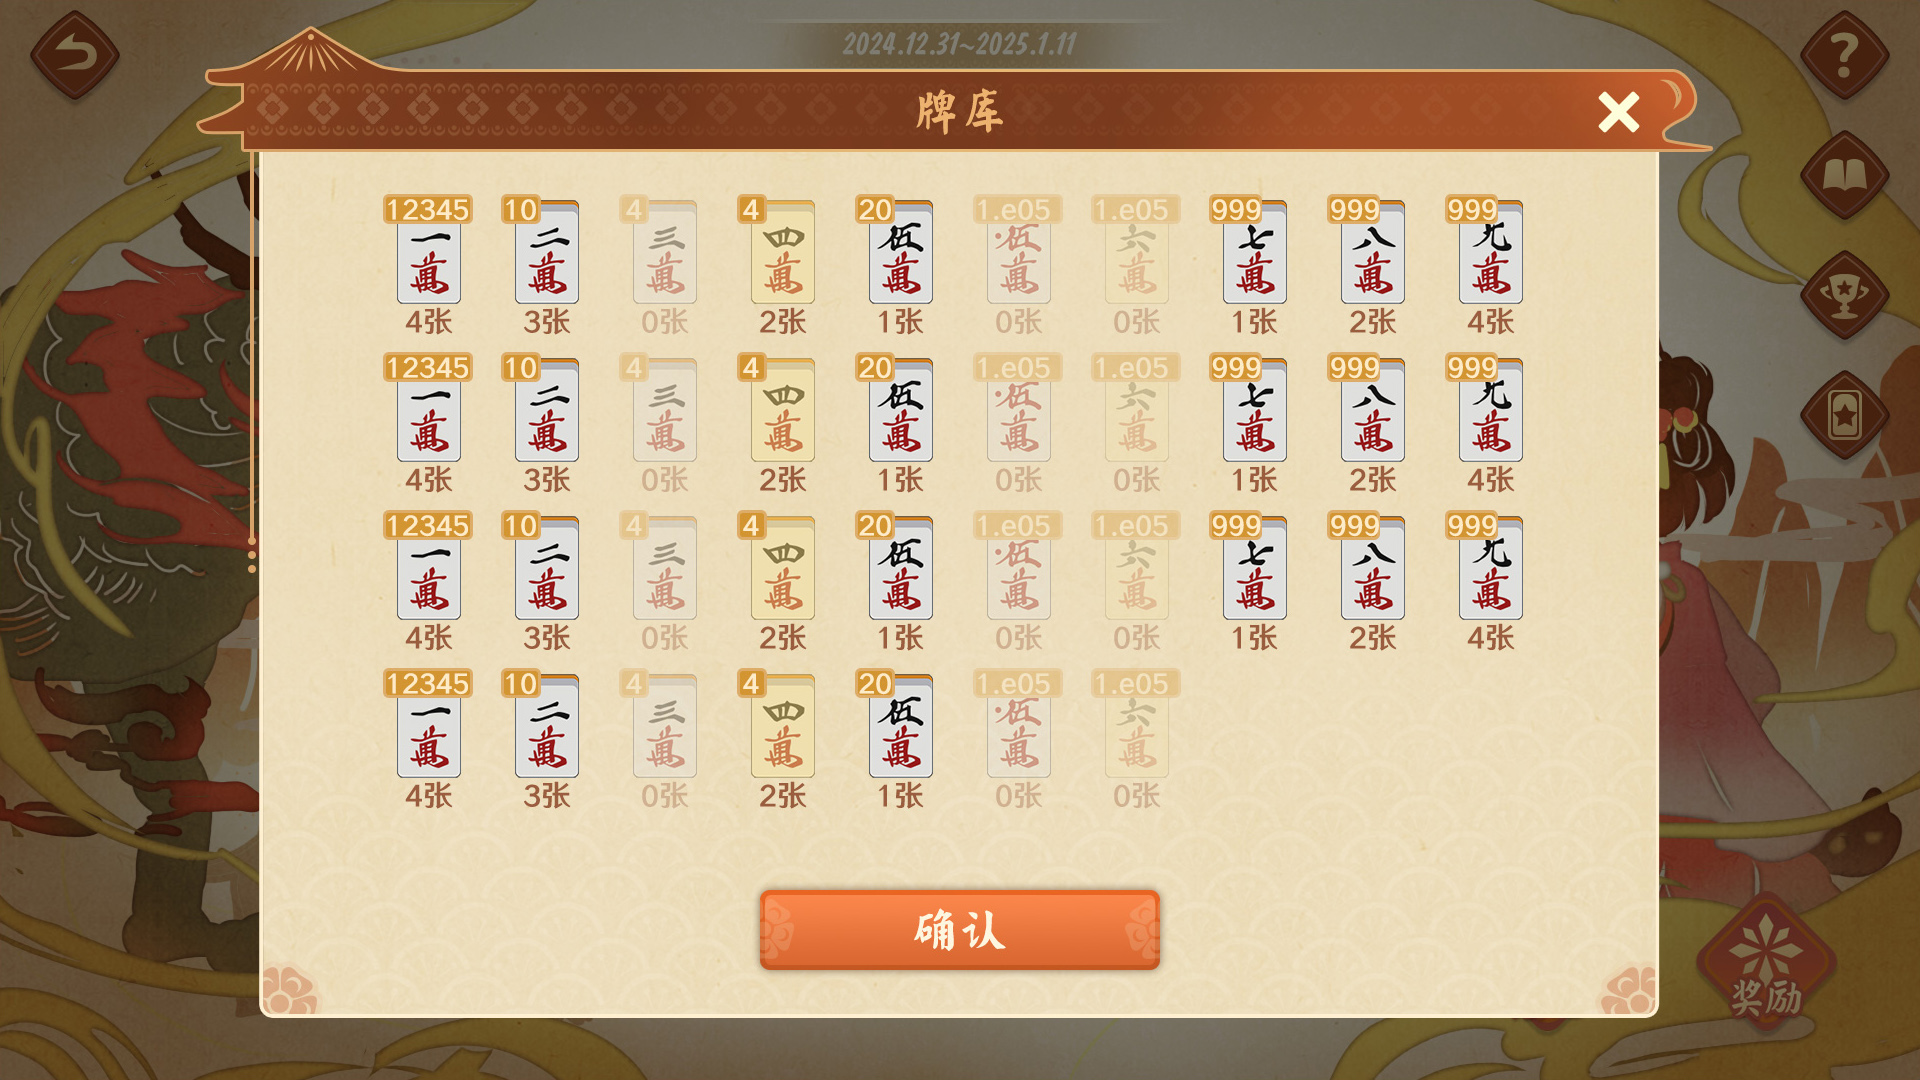 2024.12.31~2025.1.11
牌库
12345 10 4 4 20 1.e05 1.e05 999 999 999
一萬 二萬 三萬 四萬 伍萬 伍萬 六萬 七萬 八萬 九萬
4张 3张 0张 2张 1张 0张 0张 1张 2张 4张
12345 10 4 4 20 1.e05 1.e05 999 999 999
一萬 二萬 三萬 四萬 伍萬 伍萬 六萬 七萬 八萬 九萬
4张 3张 0张 2张 1张 0张 0张 1张 2张 4张
12345 10 4 4 20 1.e05 1.e05 999 999 999
一萬 二萬 三萬 四萬 伍萬 伍萬 六萬 七萬 八萬 九萬
4张 3张 0张 2张 1张 0张 0张 1张 2张 4张
12345 10 4 4 20 1.e05 1.e05
一萬 二萬 三萬 四萬 伍萬 伍萬 六萬
4张 3张 0张 2张 1张 0张 0张
确认
奖励